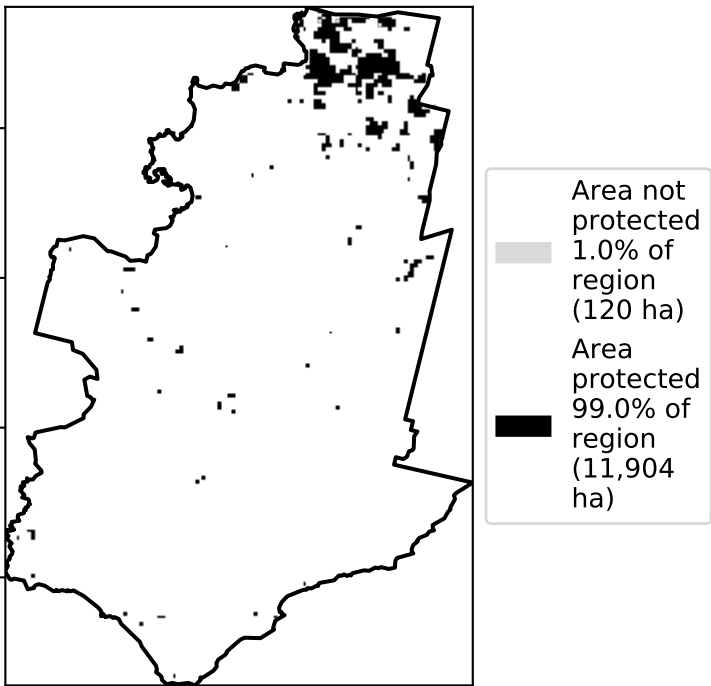 Area not
protected
1.0% of
region
(120 ha)
Area
protected
99.0% of
region
(11,904
ha)